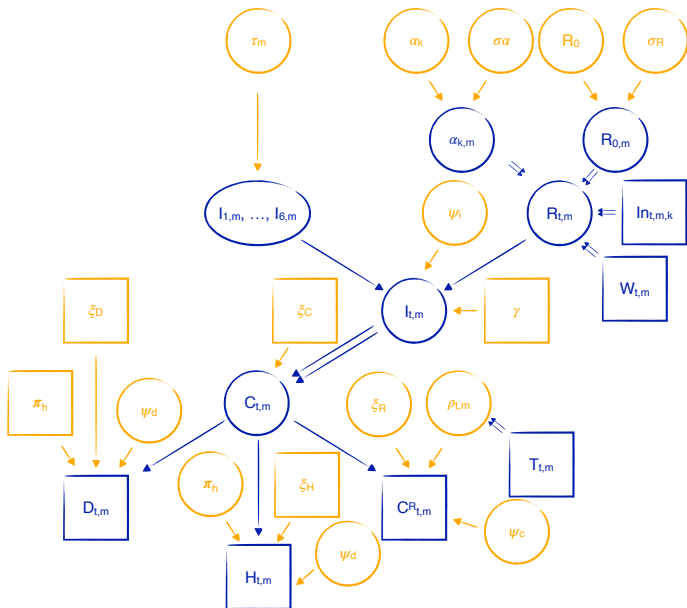 τm αk σα R0 σR
αk,m R0,m
I1,m, ..., I6,m ψi Rt,m Int,m,k
Wt,m
ξD ξC It,m γ
πh ψd Ct,m ξR ρt,m
Tt,m
Dt,m πh ξH CRt,m
ψc
Ht,m ψd